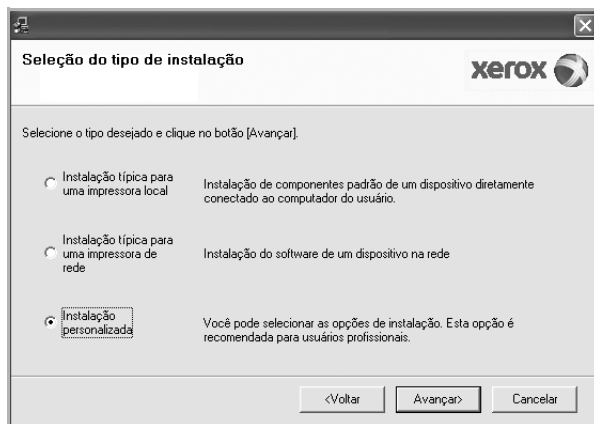 Seleção do tipo de instalação
xerox
Selecione o tipo desejado e clique no botão [Avançar].
Instalação típica para
uma impressora local
Instalação de componentes padrão de um dispositivo diretamente
conectado ao computador do usuário.
Instalação típica para
uma impressora de
rede
Instalação do software de um dispositivo na rede
Instalação
personalizada
Você pode selecionar as opções de instalação. Esta opção é
recomendada para usuários profissionais.
<Voltar
Avançar>
Cancelar